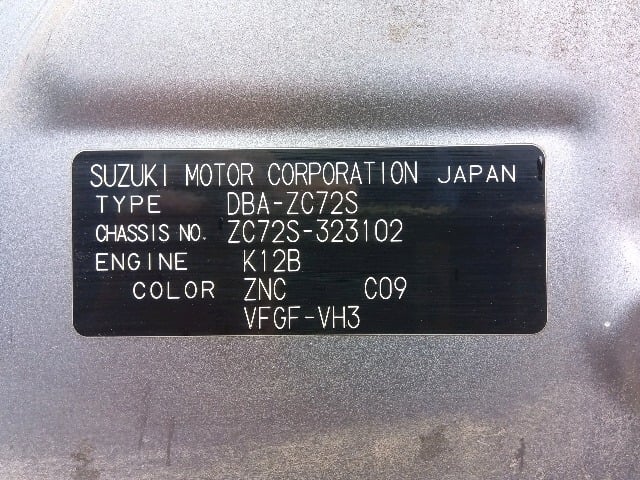 SUZUKI MOTOR CORPORATION JAPAN
TYPE DBA-ZC72S
CHASSIS NO. ZC72S-323102
ENGINE K12B
COLOR ZNC C09
VFGF-VH3